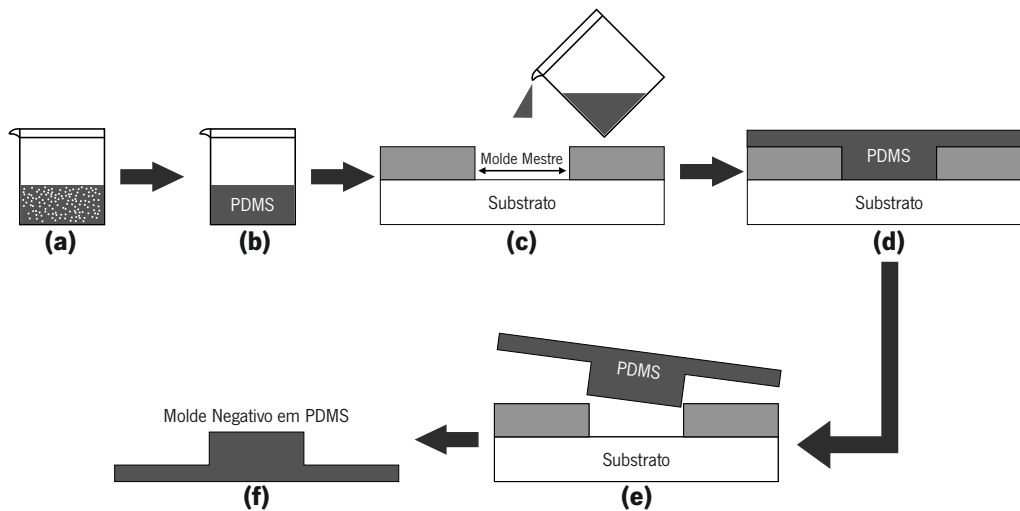 PDMS
(a)
(b)
Molde Mestre
Substrato
(c)
PDMS
Substrato
(d)
PDMS
Substrato
(e)
Molde Negativo em PDMS
(f)